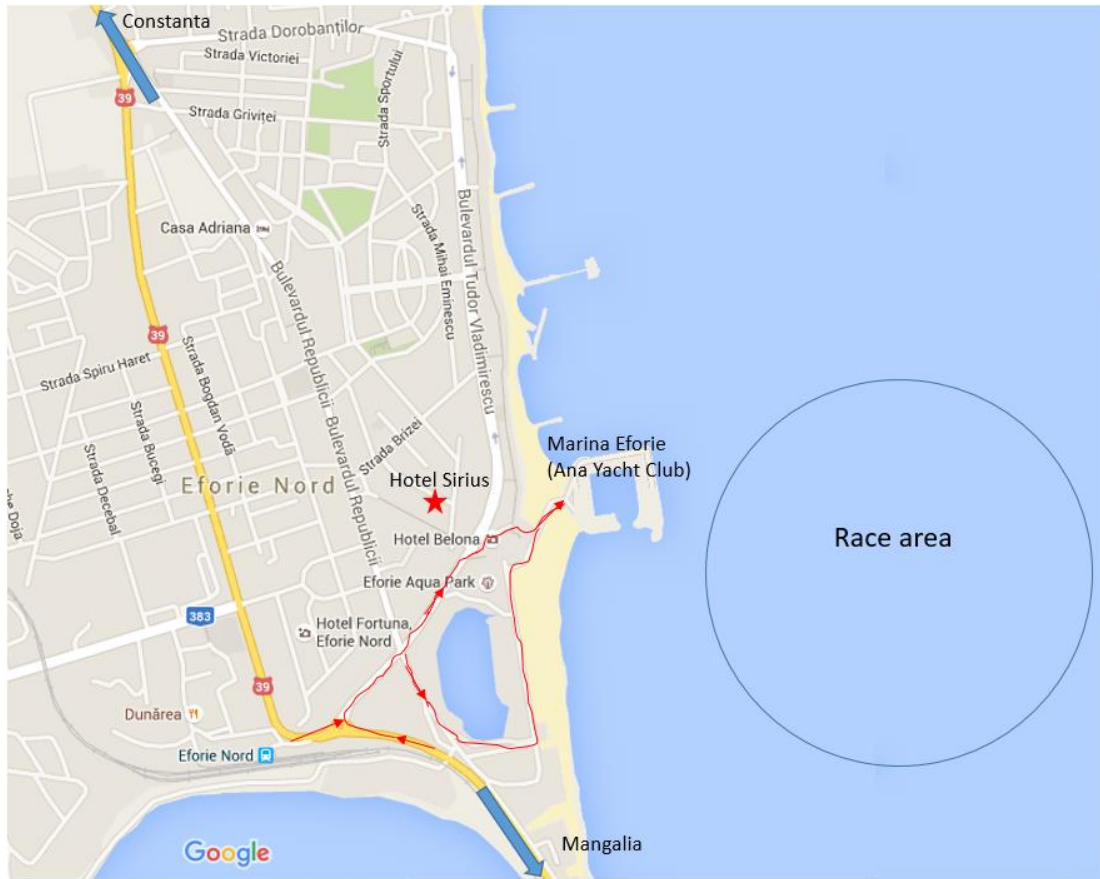 Constanta
Strada Dorobanților
Strada Victoriei
39
Strada Griviței
Strada Sportului
Casa Adriana
Strada Mihai Eminescu
Bulevardul Tudor Vladimirescu
Bulevardul Republicii
39
Strada Spiru Haret
Strada Bogdan Vodă
Strada Bucegi
Strada Decebal
Bulevardul Republicii
Strada Brizei
Marina Eforie
(Ana Yacht Club)
Hotel Sirius
Eforie Nord
Doja
Race area
Hotel Belona
Eforie Aqua Park
383
Hotel Fortuna,
Eforie Nord
39
Dunărea
Eforie Nord
Mangalia
Google